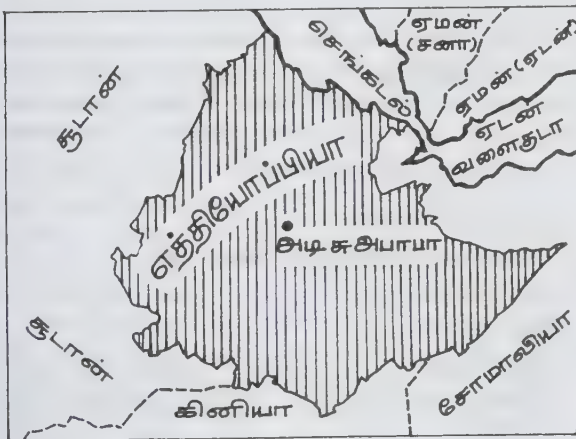 ஏமன்
(சனா)
செங்கடல்
ஏமன் (ஏடன்)
ஏடன்
வளைகுடா
சூடான்
எத்தியோப்பியா
அடிசுஅபாபா
சூடான்
கினியா
சோமாலியா